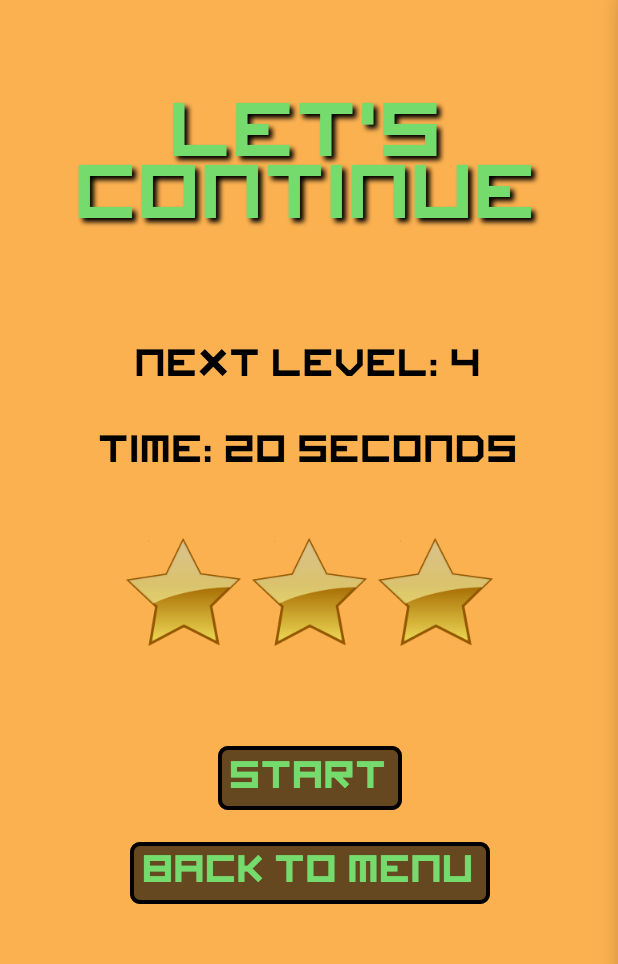 LET'S
CONTINUE
NEXT LEVEL: 4
TIME: 20 SECONDS
START
BACK TO MENU